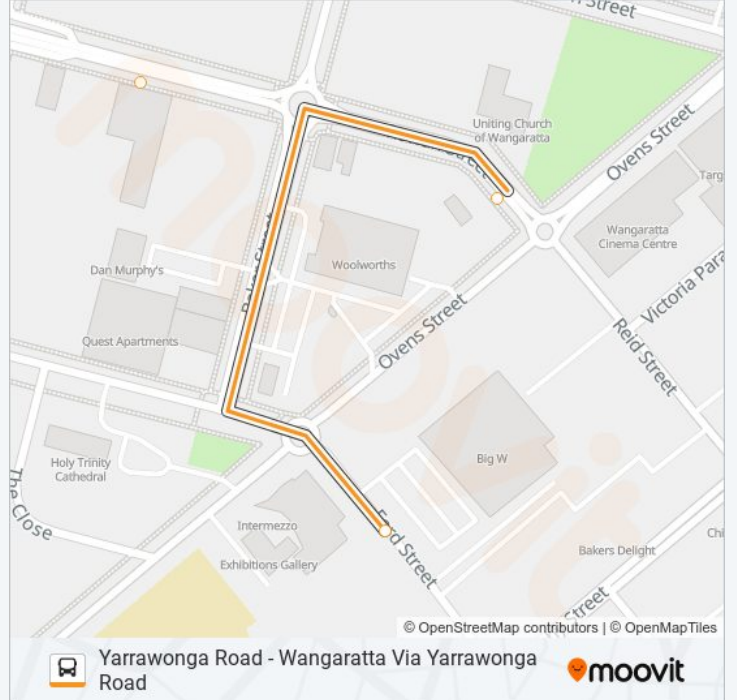 Street
Uniting Church
of Wangaratta
Ovens Street
Targ
Wangaratta
Cinema Centre
Woolworths
Dan Murphy's
Victoria Para
Quest Apartments
Ovens Street
Reid Street
Big W
Holy Trinity
Cathedral
The Close
Intermezzo
Ford Street
Chi
Bakers Delight
Exhibitions Gallery
Street
© OpenStreetMap contributors | © OpenMapTiles
Yarrawonga Road - Wangaratta Via Yarrawonga
Road
moovit